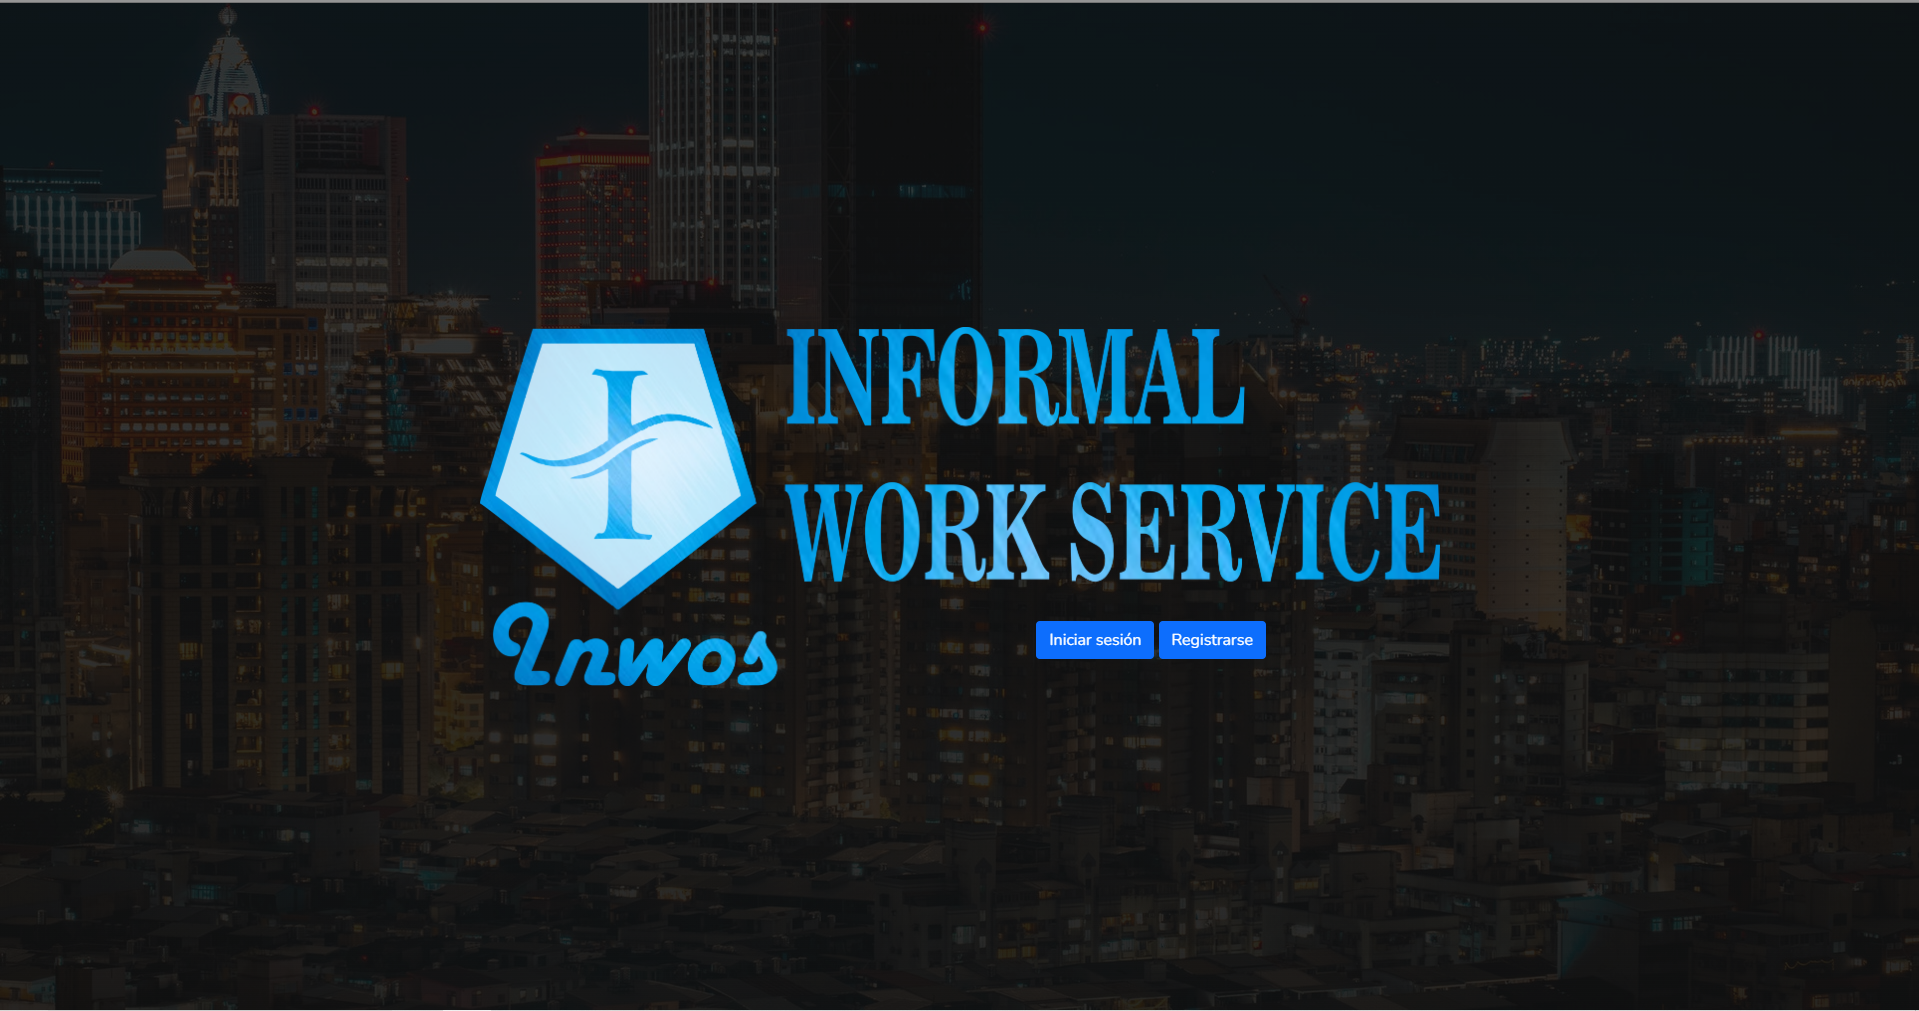 INFORMAL
WORK SERVICE
Inwos
Iniciar sesión
Registrarse